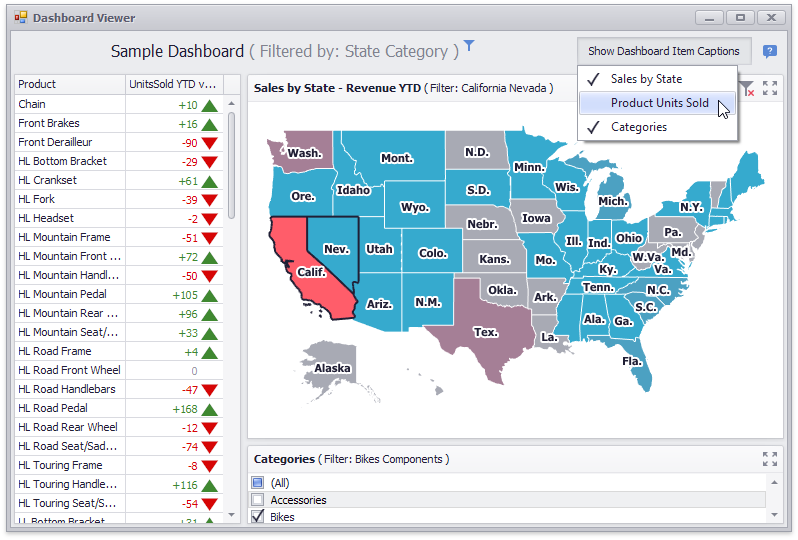 Dashboard Viewer
Sample Dashboard ( Filtered by: State Category )
Show Dashboard Item Captions
?
Sales by State
Product Units Sold
Categories
Product UnitsSold YTD v...
Chain +10
Front Brakes +16
Front Derailleur -90
HL Bottom Bracket -29
HL Crankset +61
HL Fork -39
HL Headset -2
HL Mountain Frame -51
HL Mountain Front ... +72
HL Mountain Handl... -50
HL Mountain Pedal +105
HL Mountain Rear ... +96
HL Mountain Seat/... +33
HL Road Frame +4
HL Road Front Wheel 0
HL Road Handlebars -47
HL Road Pedal +168
HL Road Rear Wheel -12
HL Road Seat/Sad... -74
HL Touring Frame -8
HL Touring Handle... +116
HL Touring Seat/S... -54
LL Bottom Bracket +31
Sales by State - Revenue YTD ( Filter: California Nevada )
Wash.
Mont.
N.D.
Minn.
Ore.
Idaho
S.D.
Wis.
Mich.
N.Y.
Wyo.
Nebr.
Iowa
Pa.
Nev.
Utah
Colo.
Kans.
Mo.
Ill.
Ind.
Ohio
W.Va.
Md.
Va.
Ky.
Calif.
Ariz.
N.M.
Okla.
Ark.
Tenn.
N.C.
S.C.
Tex.
La.
Ala.
Ga.
Fla.
Alaska
Categories ( Filter: Bikes Components )
(All)
Accessories
Bikes